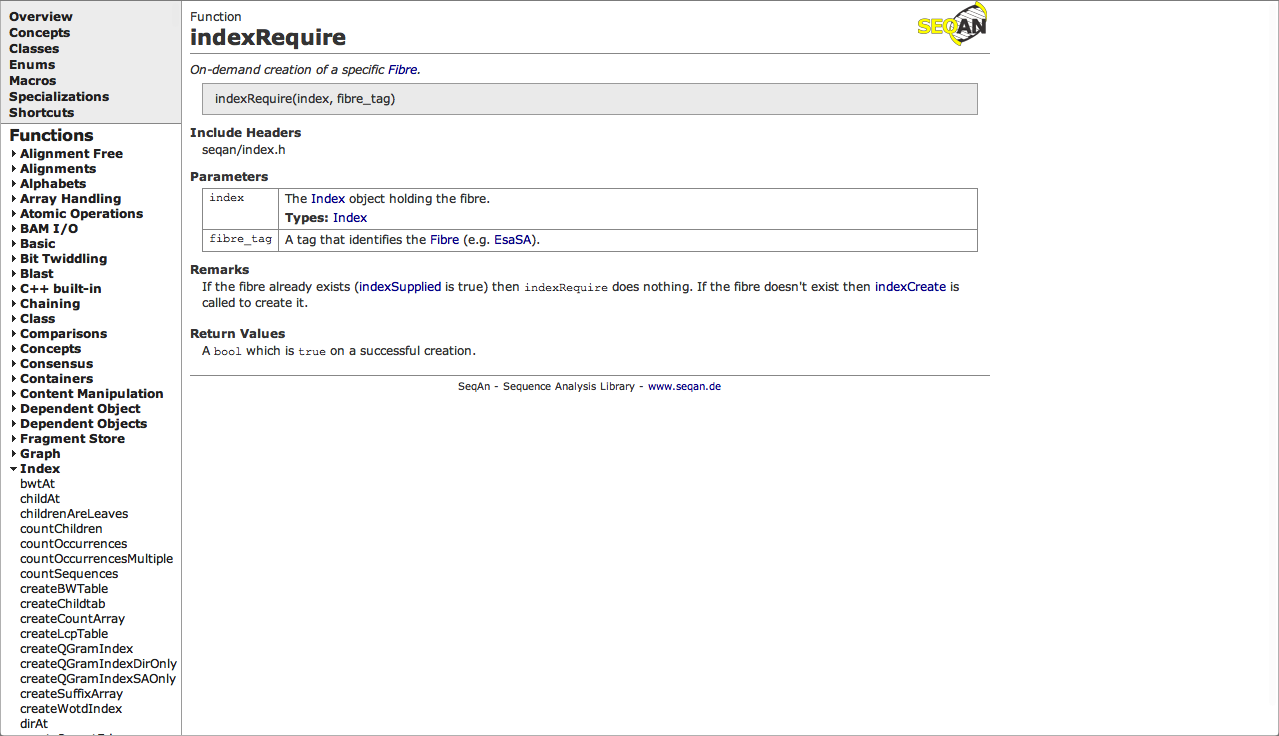 Overview
Concepts
Classes
Enums
Macros
Specializations
Shortcuts
Functions
Alignment Free
Alignments
Alphabets
Array Handling
Atomic Operations
BAM I/O
Basic
Bit Twiddling
Blast
C++ built-in
Chaining
Class
Comparisons
Concepts
Consensus
Containers
Content Manipulation
Dependent Object
Dependent Objects
Fragment Store
Graph
Index
bwtAt
childAt
childrenAreLeaves
countChildren
countOccurrences
countOccurrencesMultiple
countSequences
createBWTable
createChildtab
createCountArray
createLcpTable
createQGramIndex
createQGramIndexDirOnly
createQGramIndexSAOnly
createSuffixArray
createWotdIndex
dirAt
Function
SEQAN
indexRequire
On-demand creation of a specific Fibre.
indexRequire(index, fibre_tag)
Include Headers
seqan/index.h
Parameters
index The Index object holding the fibre.
Types: Index
fibre_tag A tag that identifies the Fibre (e.g. EsaSA).
Remarks
If the fibre already exists (indexSupplied is true) then indexRequire does nothing. If the fibre doesn't exist then indexCreate is
called to create it.
Return Values
A bool which is true on a successful creation.
SeqAn - Sequence Analysis Library - www.seqan.de